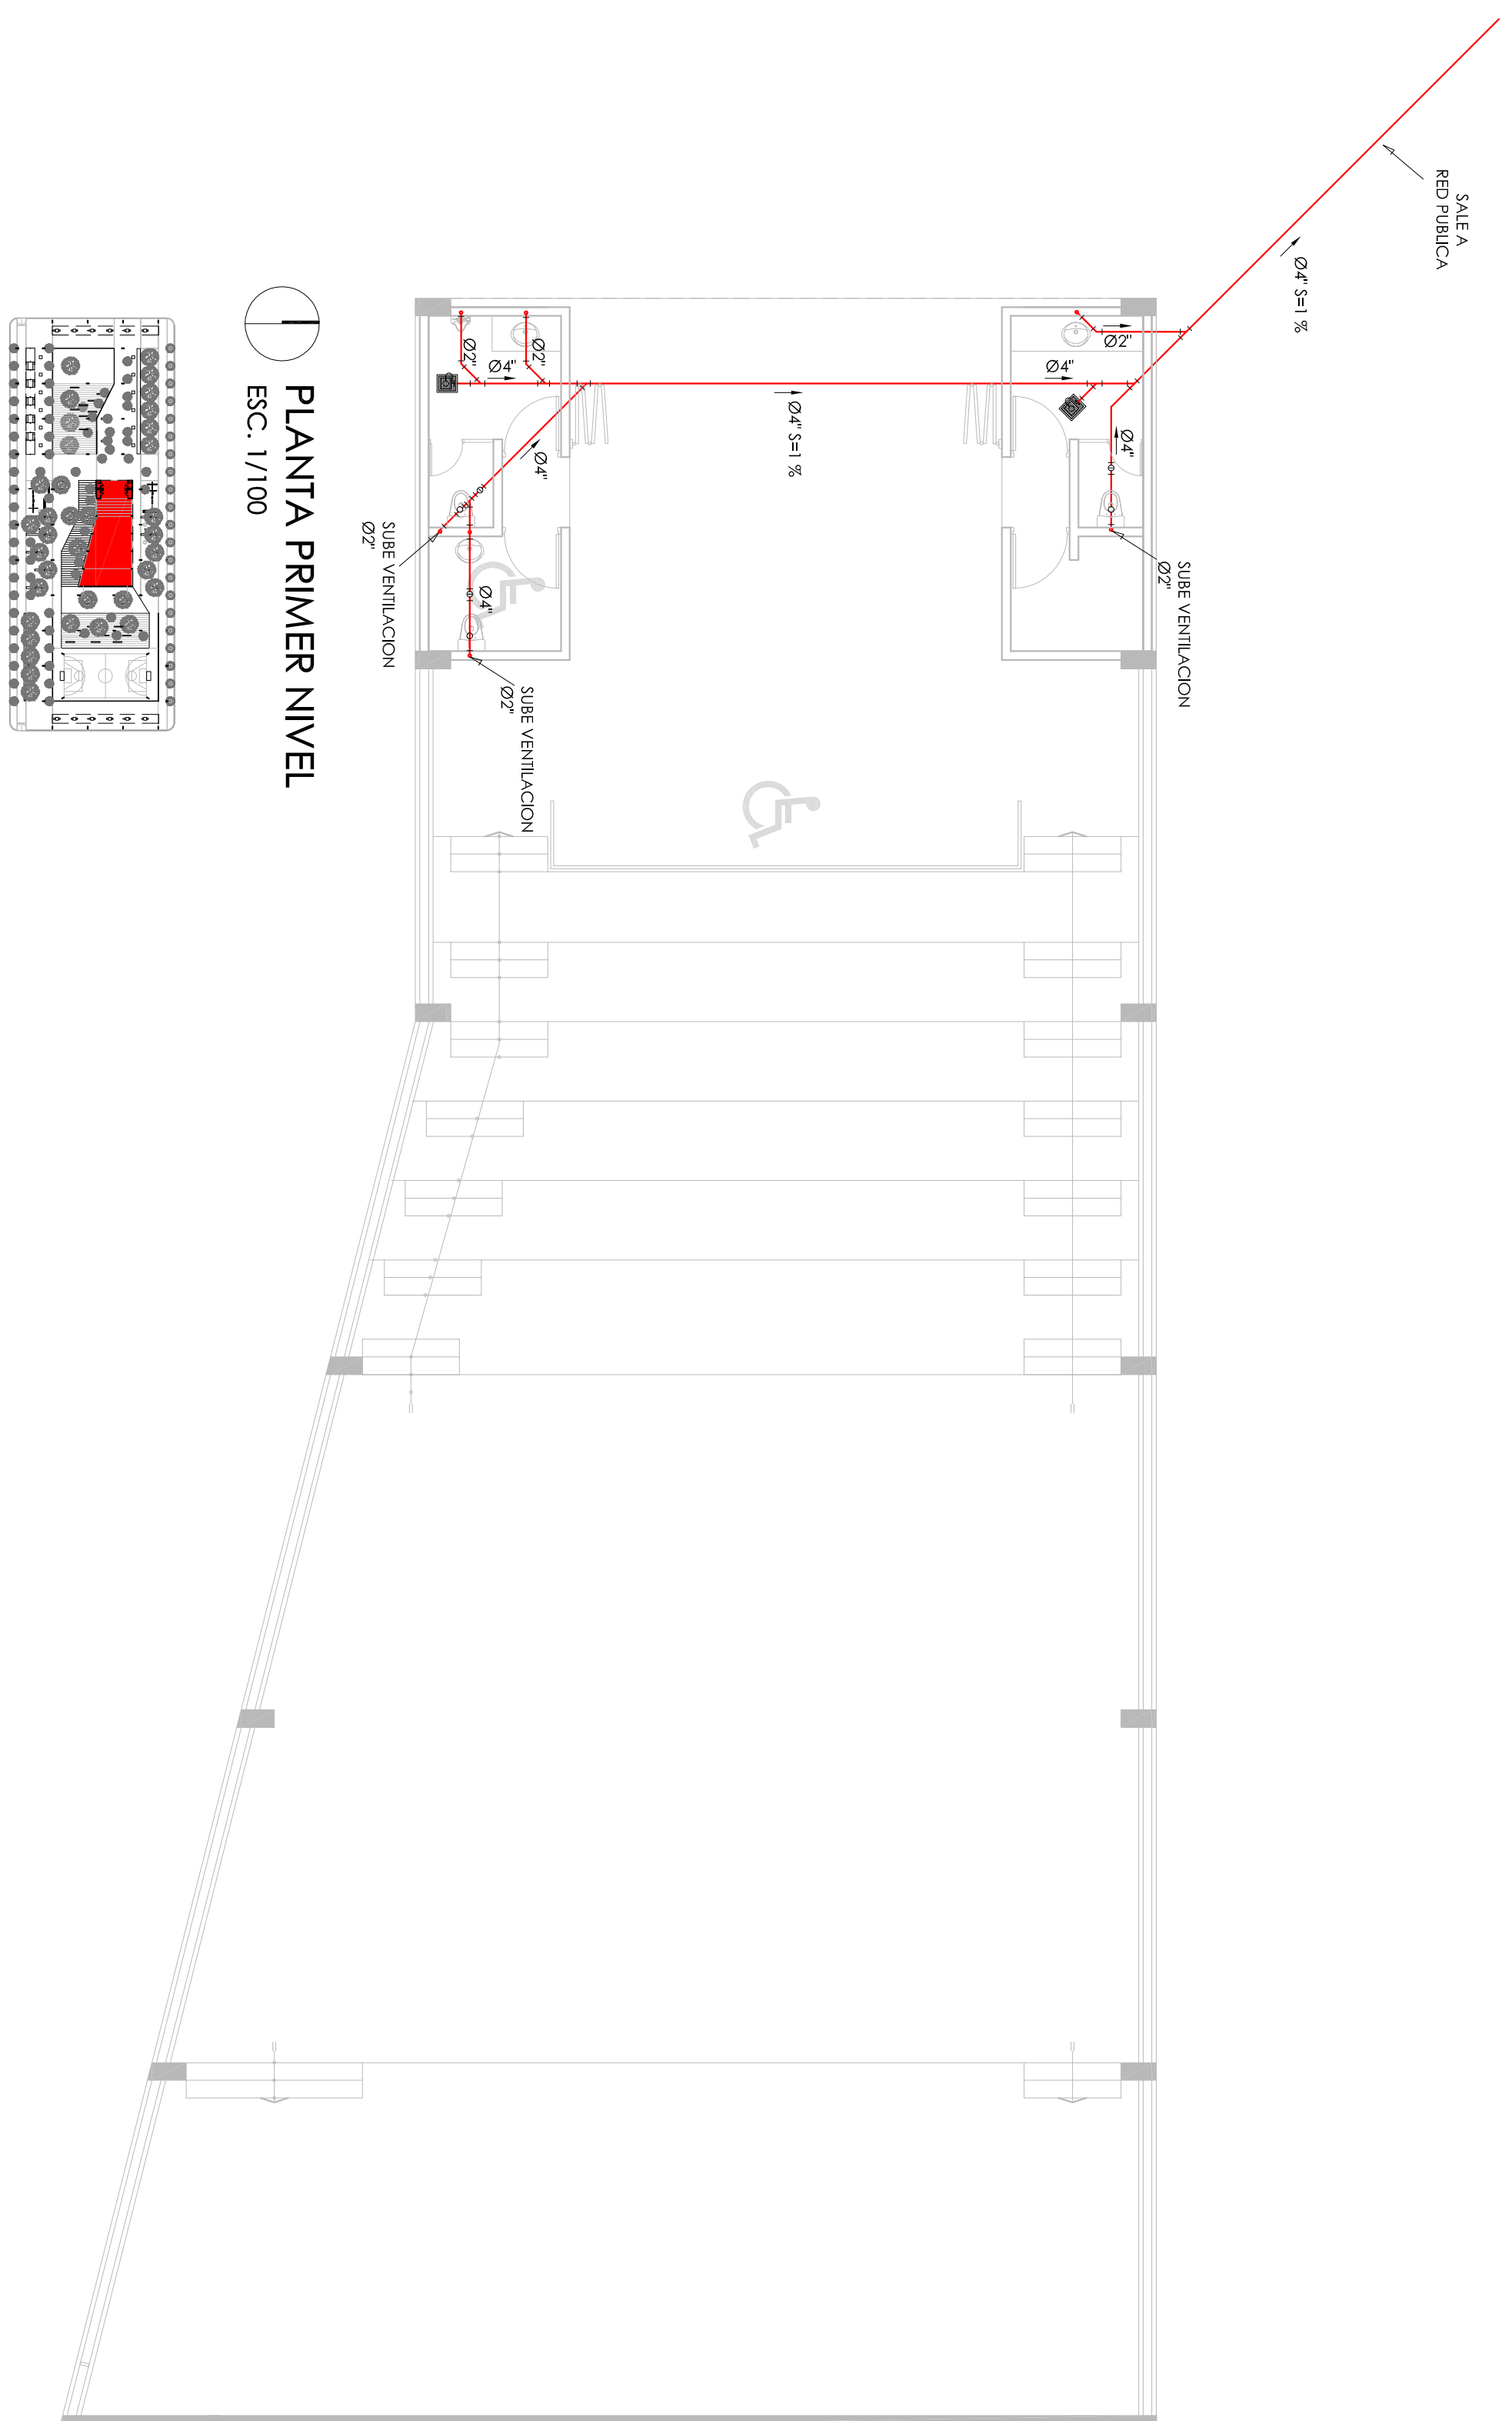 SALE A
RED PUBLICA
Ø4" S=1 %
Ø2"
Ø4"
Ø4"
SUBE VENTILACION
Ø2"
Ø4" S=1 %
Ø2"
Ø2"
Ø4"
Ø4"
Ø4"
SUBE VENTILACION
Ø2"
SUBE VENTILACION
Ø2"
PLANTA PRIMER NIVEL
ESC. 1/100